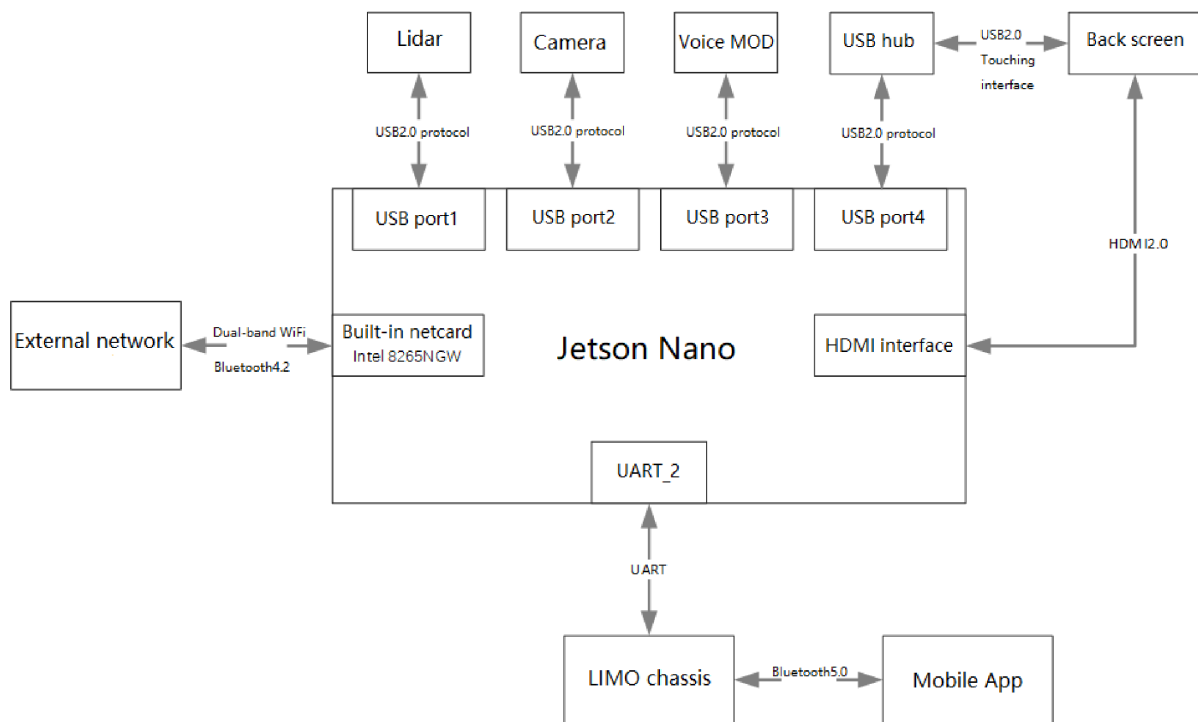 Lidar
Camera
Voice MOD
USB hub
USB2.0
Touching
interface
Back screen
USB2.0 protocol
USB2.0 protocol
USB2.0 protocol
USB2.0 protocol
USB port1
USB port2
USB port3
USB port4
HDMI2.0
External network
Dual-band WiFi
Bluetooth4.2
Built-in netcard
Intel 8265NGW
Jetson Nano
HDMI interface
UART_2
UART
LIMO chassis
Bluetooth5.0
Mobile App